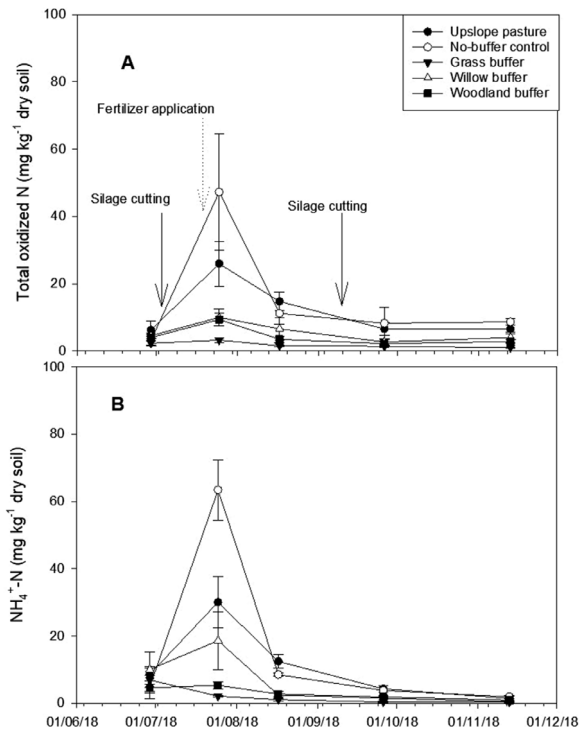 100
80
60
40
20
0
Total oxidized N (mg kg⁻¹ dry soil)
A
Upslope pasture
No-buffer control
Grass buffer
Willow buffer
Woodland buffer
Fertilizer application
Silage cutting
Silage cutting
100
80
60
40
20
0
NH₄⁺-N (mg kg⁻¹ dry soil)
B
01/06/18 01/07/18 01/08/18 01/09/18 01/10/18 01/11/18 01/12/18